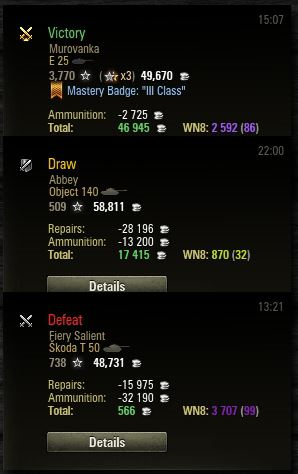 15:07
Victory
Murovanka
E 25
3,770 (x3) 49,670
Mastery Badge: "III Class"
Ammunition: -2 725
Total: 46 945 WN8: 2 592 (86)
22:00
Draw
Abbey
Object 140
509 58,811
Repairs: -28 196
Ammunition: -13 200
Total: 17 415 WN8: 870 (32)
Details
13:21
Defeat
Fiery Salient
Škoda T 50
738 48,731
Repairs: -15 975
Ammunition: -32 190
Total: 566 WN8: 3 707 (99)
Details